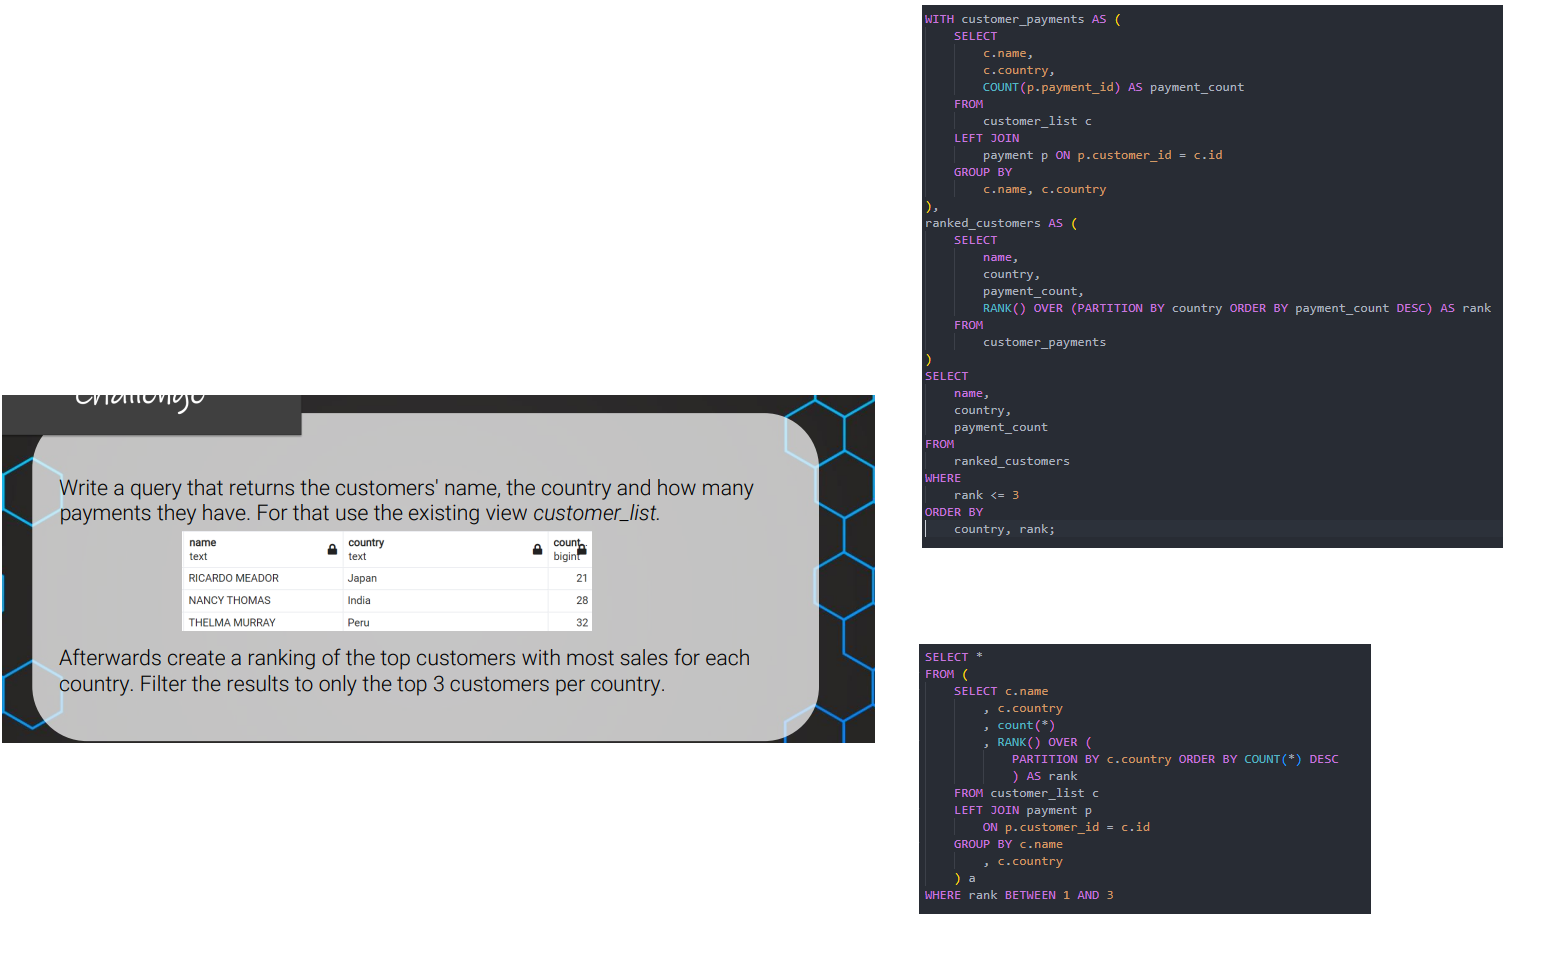 Challenge
Write a query that returns the customers' name, the country and how many
payments they have. For that use the existing view customer_list.
name country count
text text bigint
RICARDO MEADOR Japan 21
NANCY THOMAS India 28
THELMA MURRAY Peru 32
Afterwards create a ranking of the top customers with most sales for each
country. Filter the results to only the top 3 customers per country.
WITH customer_payments AS (
SELECT
c.name,
c.country,
COUNT(p.payment_id) AS payment_count
FROM
customer_list c
LEFT JOIN
payment p ON p.customer_id = c.id
GROUP BY
c.name, c.country
),
ranked_customers AS (
SELECT
name,
country,
payment_count,
RANK() OVER (PARTITION BY country ORDER BY payment_count DESC) AS rank
FROM
customer_payments
)
SELECT
name,
country,
payment_count
FROM
ranked_customers
WHERE
rank <= 3
ORDER BY
country, rank;
SELECT *
FROM (
SELECT c.name
, c.country
, count(*)
, RANK() OVER (
PARTITION BY c.country ORDER BY COUNT(*) DESC
) AS rank
FROM customer_list c
LEFT JOIN payment p
ON p.customer_id = c.id
GROUP BY c.name
, c.country
) a
WHERE rank BETWEEN 1 AND 3